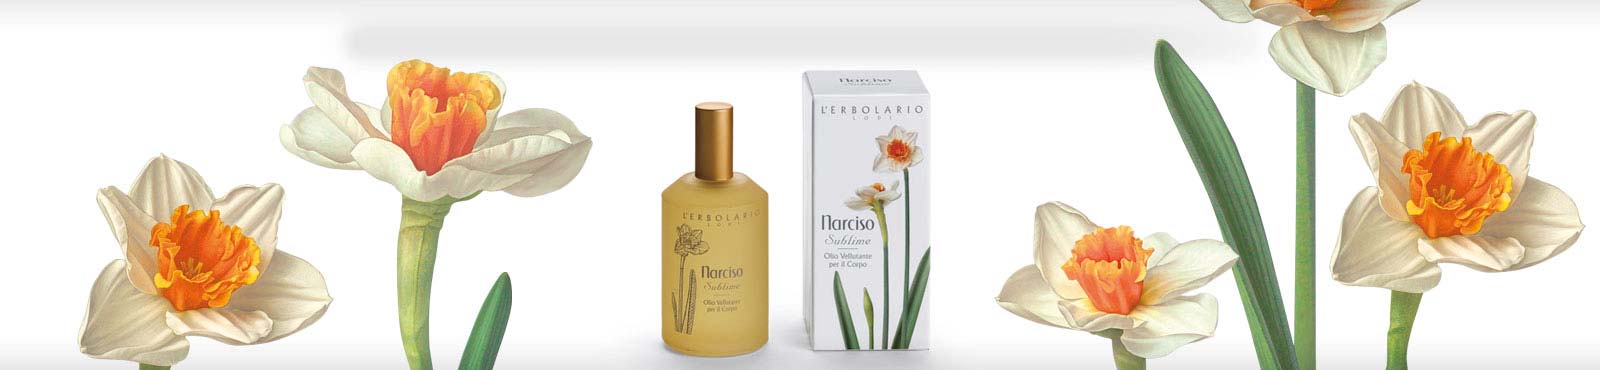 L'ERBOLARIO
LODI
Narciso
Sublime
Olio Vellutante
per il Corpo
Narciso
Sublime
L'ERBOLARIO
LODI
Narciso
Sublime
Olio Vellutante
per il Corpo